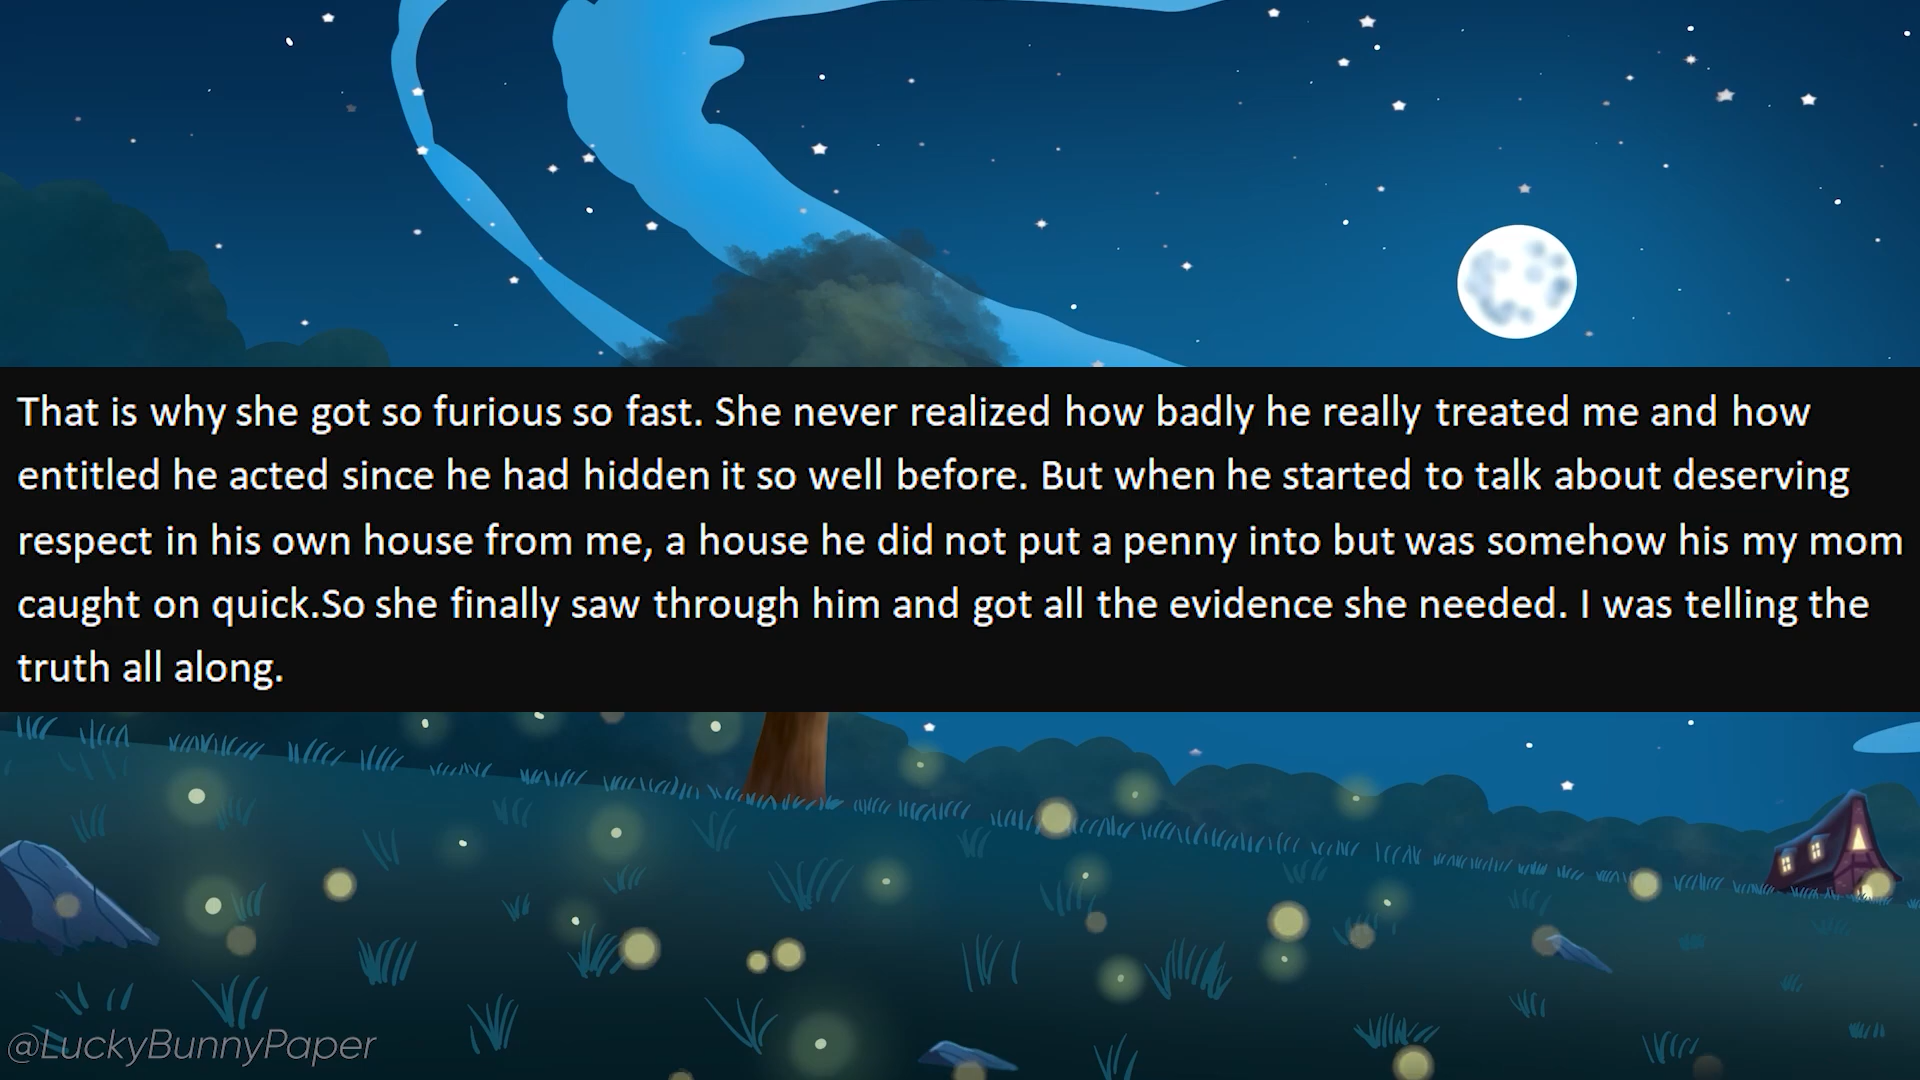 That is why she got so furious so fast. She never realized how badly he really treated me and how
entitled he acted since he had hidden it so well before. But when he started to talk about deserving
respect in his own house from me, a house he did not put a penny into but was somehow his my mom
caught on quick.So she finally saw through him and got all the evidence she needed. I was telling the
truth all along.
@LuckyBunnyPaper